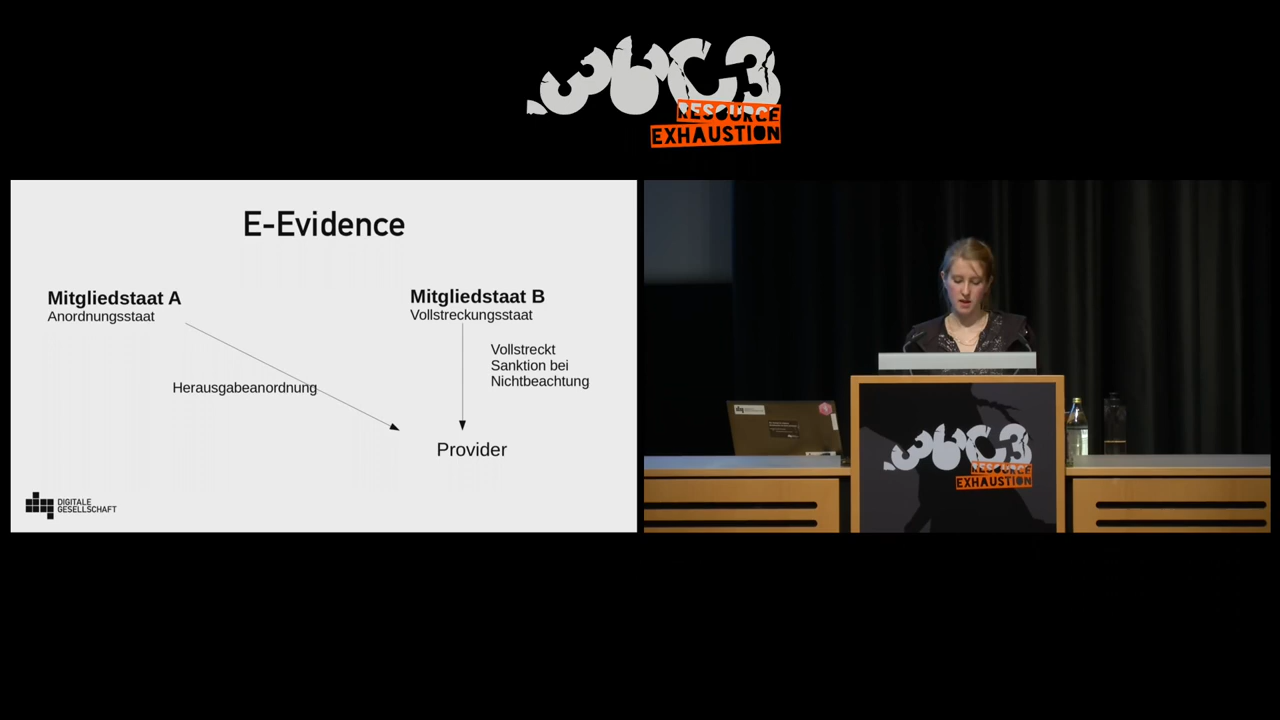 36C3
RESOURCE
EXHAUSTION
E-Evidence
Mitgliedstaat A
Anordnungsstaat
Mitgliedstaat B
Vollstreckungsstaat
Vollstreckt
Sanktion bei
Nichtbeachtung
Herausgabeanordnung
Provider
DIGITALE
GESELLSCHAFT
36C3
RESOURCE
EXHAUSTION